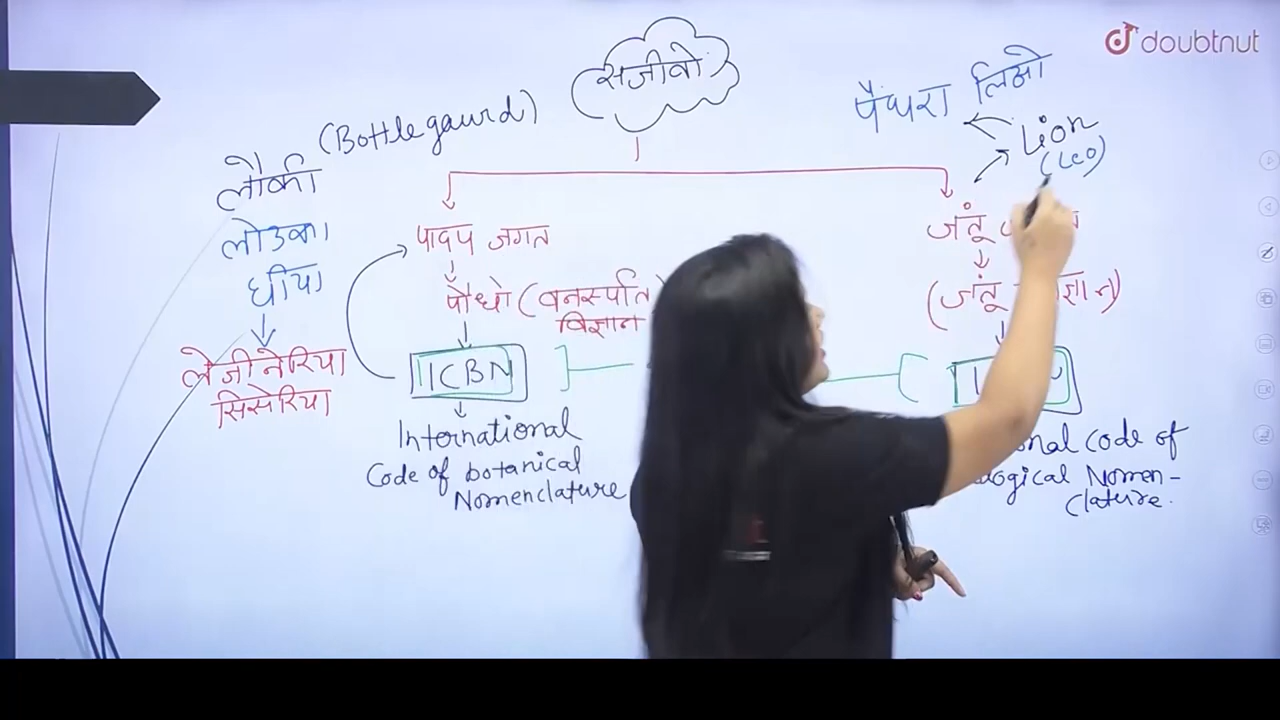 doubtnut
सजीवो
पैंथरा लिओ
Lion
(Leo)
(Bottlegaurd)
लौकी
लोउका
घीया
लेजीनेरिया
सिसेरिया
पादप जगत
पौधो (वनस्पति
विज्ञान
ICBN
International
Code of botanical
Nomenclature
जंतू
(जंतू
nal code of
ogical Nomen-
clature.